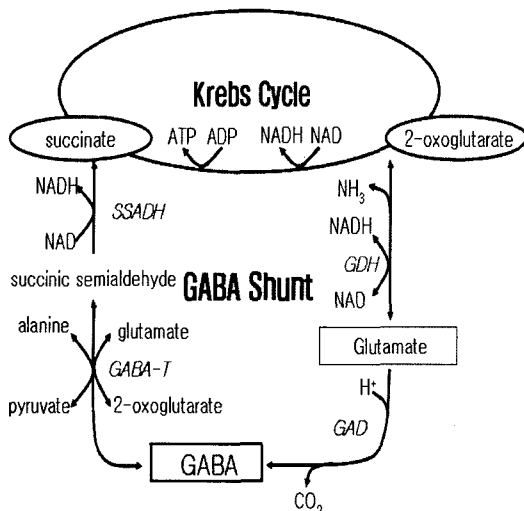 Krebs Cycle
succinate
ATP ADP
NADH NAD
2-oxoglutarate
NADH
SSADH
NAD
NH₃
NADH
GDH
NAD
succinic semialdehyde
GABA Shunt
alanine
glutamate
GABA-T
pyruvate
2-oxoglutarate
Glutamate
H⁺
GAD
GABA
CO₂